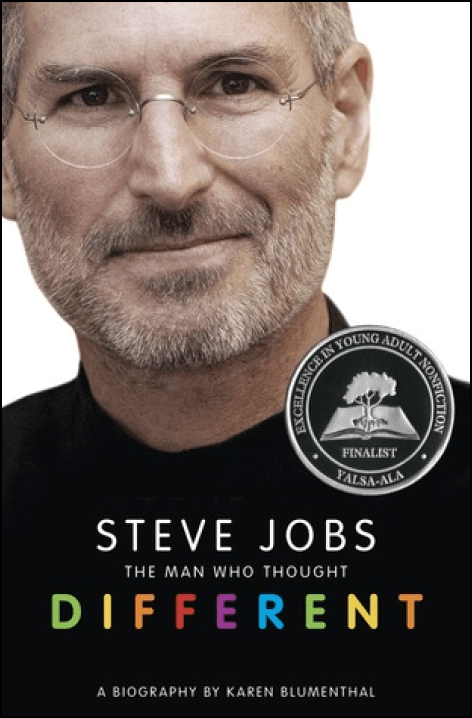 EXCELLENCE IN YOUNG ADULT NONFICTION
FINALIST
YALSA-ALA
STEVE JOBS
THE MAN WHO THOUGHT
DIFFERENT
A BIOGRAPHY BY KAREN BLUMENTHAL